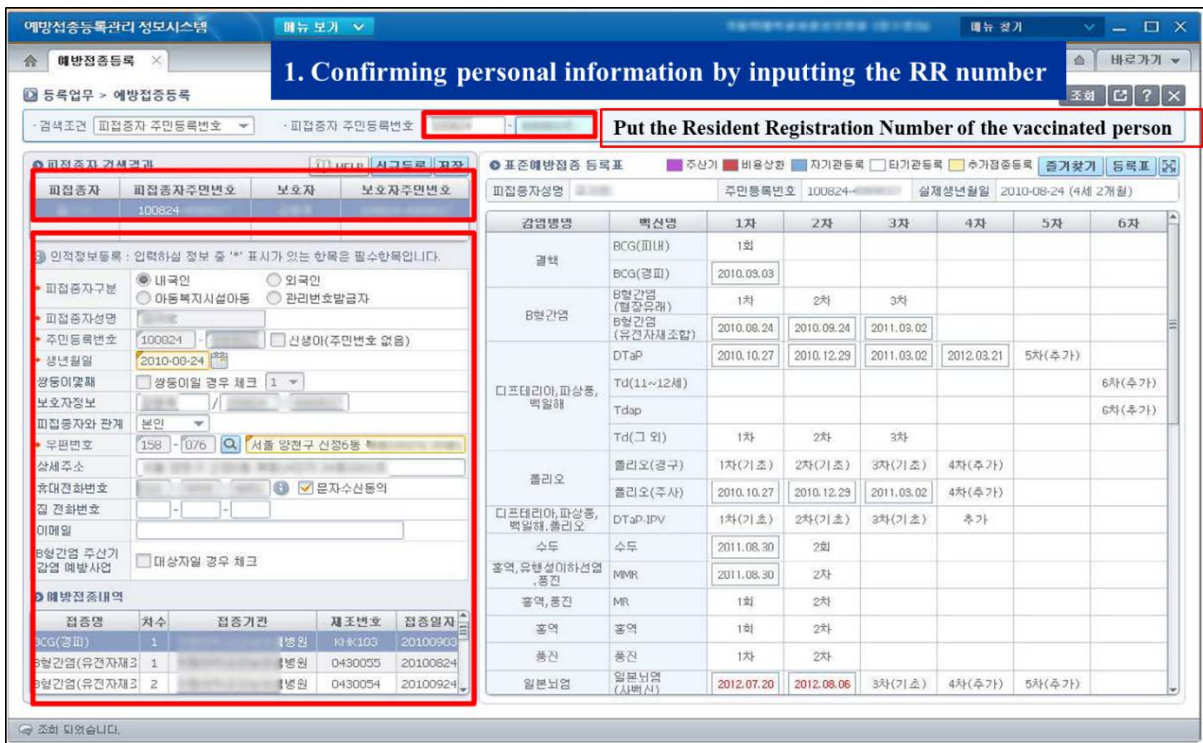 예방접종등록관리 정보시스템 메뉴 보기 메뉴 찾기
예방접종등록 바로가기
1. Confirming personal information by inputting the RR number
등록업무 > 예방접종등록 조회 ?
·검색조건 피접종자 주민등록번호 ·피접종자 주민등록번호 -
Put the Resident Registration Number of the vaccinated person
피접종자 검색결과 HELP 신규등록 저장
피접종자 피접종자주민번호 보호자 보호자주민번호
100824
인적정보등록 : 입력하실 정보 중 '*' 표시가 있는 항목은 필수항목입니다.
피접종자구분 내국인 외국인
아동복지시설아동 관리번호발급자
피접종자성명
주민등록번호 100824 - 신생아(주민번호 없음)
생년월일 2010-08-24
쌍둥이몇째 쌍둥이일 경우 체크 1
보호자정보 /
피접종자와 관계 본인
우편번호 158 - 076 서울 양천구 신정6동
상세주소
휴대전화번호 문자수신동의
집 전화번호 - -
이메일
B형간염 주산기
감염 예방사업 대상자일 경우 체크
예방접종내역
접종명 차수 접종기관 제조번호 접종일자
BCG(경피) 1 병원 KHK103 20100903
B형간염(유전자재조 1 병원 0430055 20100824
B형간염(유전자재조 2 병원 0430054 20100924
표준예방접종 등록표 주산기 비용상환 자기관등록 타기관등록 추가접종등록 즐겨찾기 등록표
피접종자성명 주민등록번호 100824- 실제생년월일 2010-08-24 (4세 2개월)
감염병명 백신명 1차 2차 3차 4차 5차 6차
결핵 BCG(피내) 1회
BCG(경피) 2010.09.03
B형간염 B형간염
(혈장유래) 1차 2차 3차
B형간염
(유전자재조합) 2010.08.24 2010.09.24 2011.03.02
디프테리아,파상풍,
백일해 DTaP 2010.10.27 2010.12.29 2011.03.02 2012.03.21 5차(추가)
Td(11~12세) 6차(추가)
Tdap 6차(추가)
Td(그 외) 1차 2차 3차
폴리오 폴리오(경구) 1차(기초) 2차(기초) 3차(기초) 4차(추가)
폴리오(주사) 2010.10.27 2010.12.29 2011.03.02 4차(추가)
디프테리아,파상풍,
백일해,폴리오 DTaP-IPV 1차(기초) 2차(기초) 3차(기초) 추가
수두 수두 2011.08.30 2회
홍역,유행성이하선염
,풍진 MMR 2011.08.30 2차
홍역,풍진 MR 1회 2차
홍역 홍역 1회 2차
풍진 풍진 1차 2차
일본뇌염 일본뇌염
(사백신) 2012.07.20 2012.08.06 3차(기초) 4차(추가) 5차(추가)
조회 되었습니다.